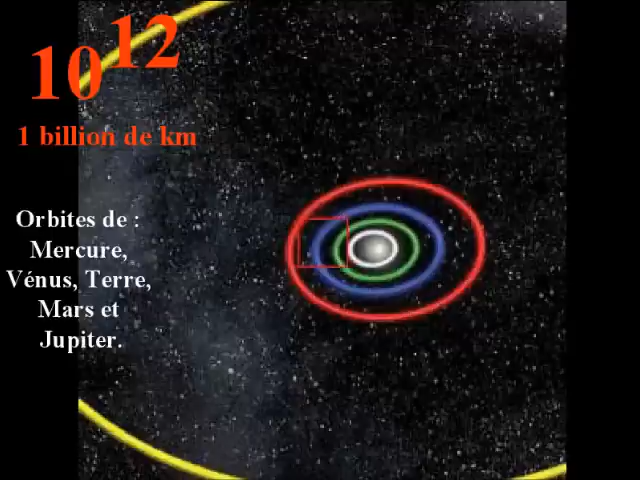 10¹²
1 billion de km
Orbites de :
Mercure,
Vénus, Terre,
Mars et
Jupiter.